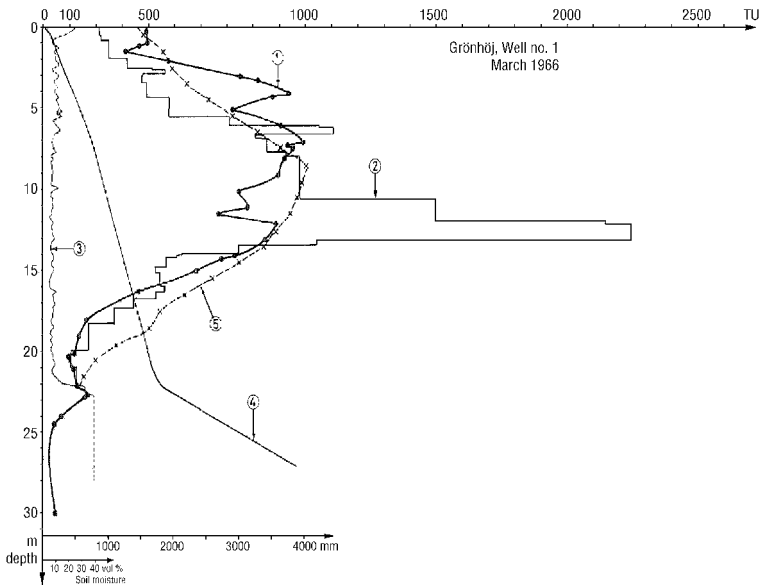 0 100 500 1000 1500 2000 2500 TU
Grönhöj, Well no. 1
March 1966
0
1
5
2
10
3
15
5
20
4
25
30
m
depth
1000 2000 3000 4000 mm
10 20 30 40 vol %
Soil moisture